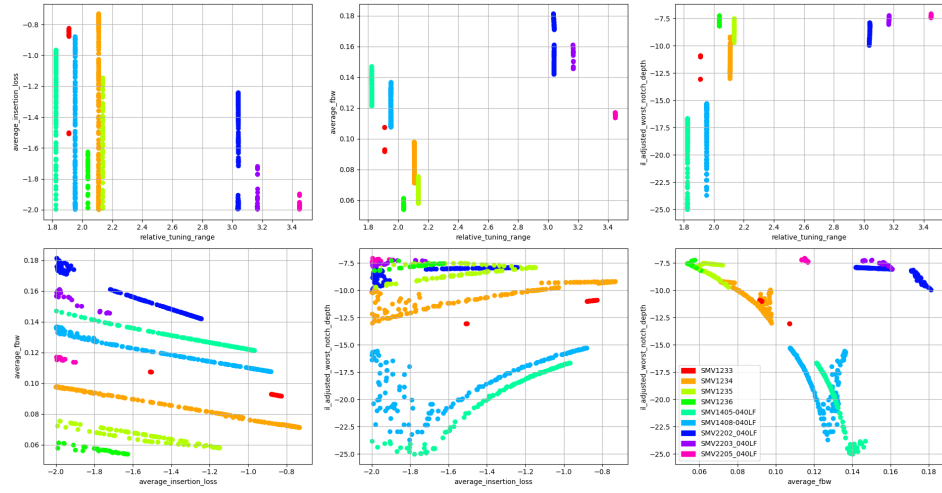 −0.8
−1.0
−1.2
−1.4
−1.6
−1.8
−2.0
average_insertion_loss
1.8 2.0 2.2 2.4 2.6 2.8 3.0 3.2 3.4
relative_tuning_range
0.18
0.16
0.14
0.12
0.10
0.08
0.06
average_fbw
1.8 2.0 2.2 2.4 2.6 2.8 3.0 3.2 3.4
relative_tuning_range
−7.5
−10.0
−12.5
−15.0
−17.5
−20.0
−22.5
−25.0
il_adjusted_worst_notch_depth
1.8 2.0 2.2 2.4 2.6 2.8 3.0 3.2 3.4
relative_tuning_range
0.18
0.16
0.14
0.12
0.10
0.08
0.06
average_fbw
−2.0 −1.8 −1.6 −1.4 −1.2 −1.0 −0.8
average_insertion_loss
−7.5
−10.0
−12.5
−15.0
−17.5
−20.0
−22.5
−25.0
il_adjusted_worst_notch_depth
−2.0 −1.8 −1.6 −1.4 −1.2 −1.0 −0.8
average_insertion_loss
−7.5
−10.0
−12.5
−15.0
−17.5
−20.0
−22.5
−25.0
il_adjusted_worst_notch_depth
SMV1233
SMV1234
SMV1235
SMV1236
SMV1405-040LF
SMV1408-040LF
SMV2202_040LF
SMV2203_040LF
SMV2205_040LF
0.06 0.08 0.10 0.12 0.14 0.16 0.18
average_fbw